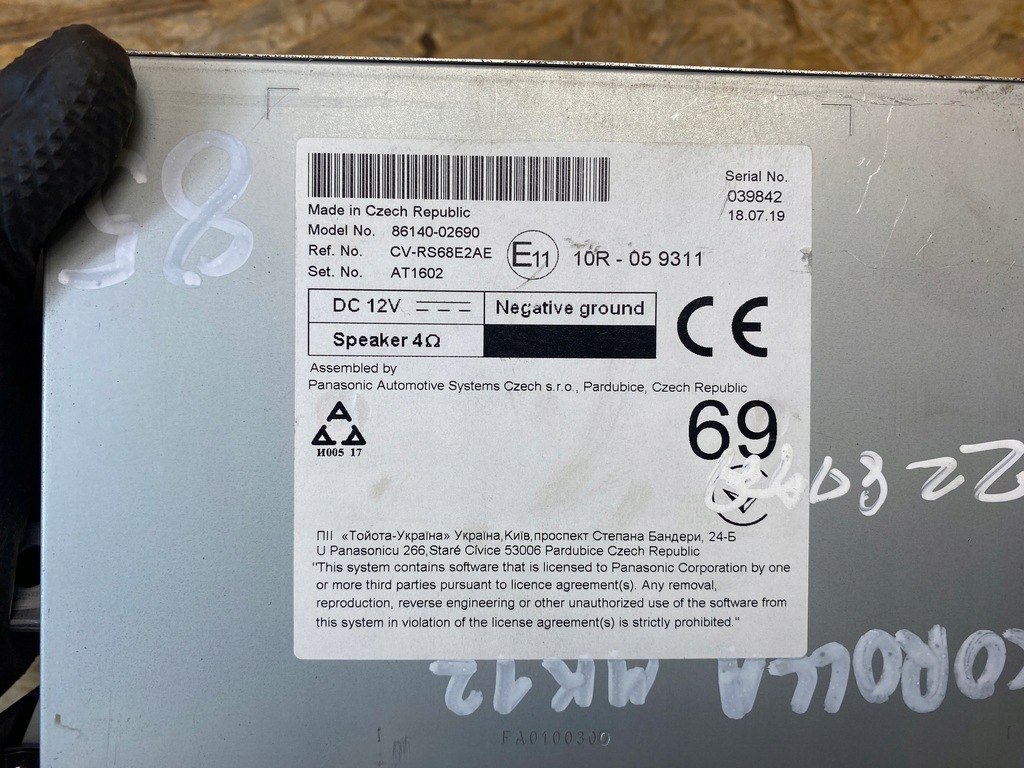 Serial No.
039842
18.07.19
Made in Czech Republic
Model No. 86140-02690
Ref. No. CV-RS68E2AE
Set. No. AT1602
E11 10R - 05 9311
DC 12V Negative ground
Speaker 4Ω
CE
Assembled by
Panasonic Automotive Systems Czech s.r.o., Pardubice, Czech Republic
И005 17
69
ПІІ «Тойота-Україна» Україна,Київ,проспект Степана Бандери, 24-Б
U Panasonicu 266,Staré Civice 53006 Pardubice Czech Republic
"This system contains software that is licensed to Panasonic Corporation by one
or more third parties pursuant to licence agreement(s). Any removal,
reproduction, reverse engineering or other unauthorized use of the software from
this system in violation of the license agreement(s) is strictly prohibited."
COROLLA MK12
FA010030